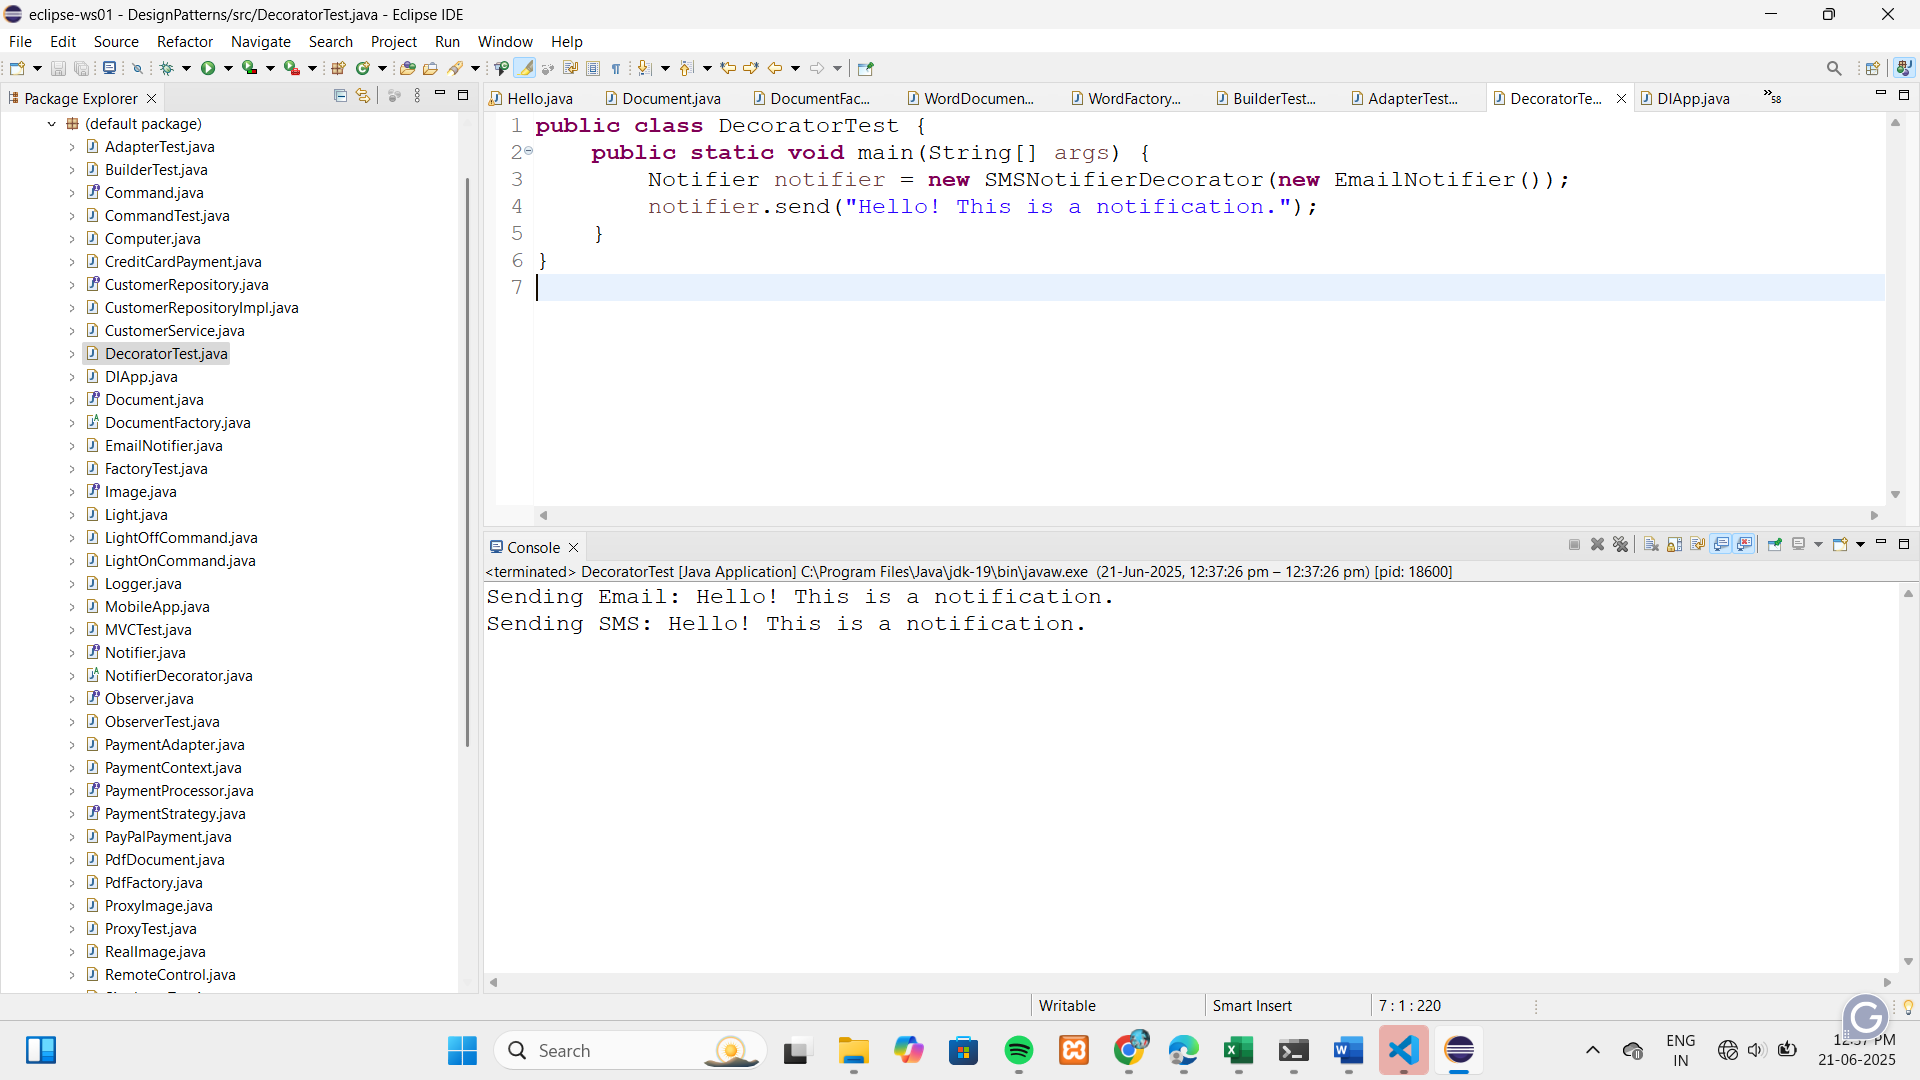 eclipse-ws01 - DesignPatterns/src/DecoratorTest.java - Eclipse IDE
File Edit Source Refactor Navigate Search Project Run Window Help
Package Explorer
(default package)
AdapterTest.java
BuilderTest.java
Command.java
CommandTest.java
Computer.java
CreditCardPayment.java
CustomerRepository.java
CustomerRepositoryImpl.java
CustomerService.java
DecoratorTest.java
DIApp.java
Document.java
DocumentFactory.java
EmailNotifier.java
FactoryTest.java
Image.java
Light.java
LightOffCommand.java
LightOnCommand.java
Logger.java
MobileApp.java
MVCTest.java
Notifier.java
NotifierDecorator.java
Observer.java
ObserverTest.java
PaymentAdapter.java
PaymentContext.java
PaymentProcessor.java
PaymentStrategy.java
PayPalPayment.java
PdfDocument.java
PdfFactory.java
ProxyImage.java
ProxyTest.java
RealImage.java
RemoteControl.java
Hello.java Document.java DocumentFac... WordDocumen... WordFactory... BuilderTest... AdapterTest... DecoratorTe... DIApp.java »58
1 public class DecoratorTest {
2 public static void main(String[] args) {
3 Notifier notifier = new SMSNotifierDecorator(new EmailNotifier());
4 notifier.send("Hello! This is a notification.");
5 }
6 }
7
Console
<terminated> DecoratorTest [Java Application] C:\Program Files\Java\jdk-19\bin\javaw.exe (21-Jun-2025, 12:37:26 pm – 12:37:26 pm) [pid: 18600]
Sending Email: Hello! This is a notification.
Sending SMS: Hello! This is a notification.
Writable Smart Insert 7 : 1 : 220
Search
ENG
IN
12:37 PM
21-06-2025